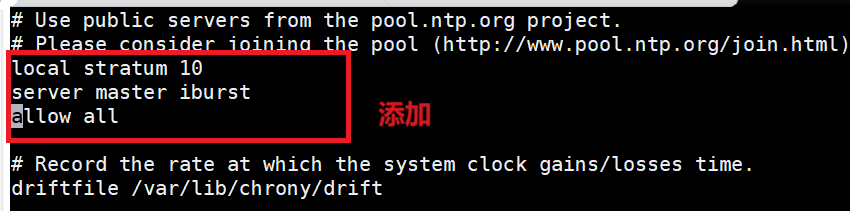 # Use public servers from the pool.ntp.org project.
# Please consider joining the pool (http://www.pool.ntp.org/join.html)
local stratum 10
server master iburst
allow all
添加
# Record the rate at which the system clock gains/losses time.
driftfile /var/lib/chrony/drift